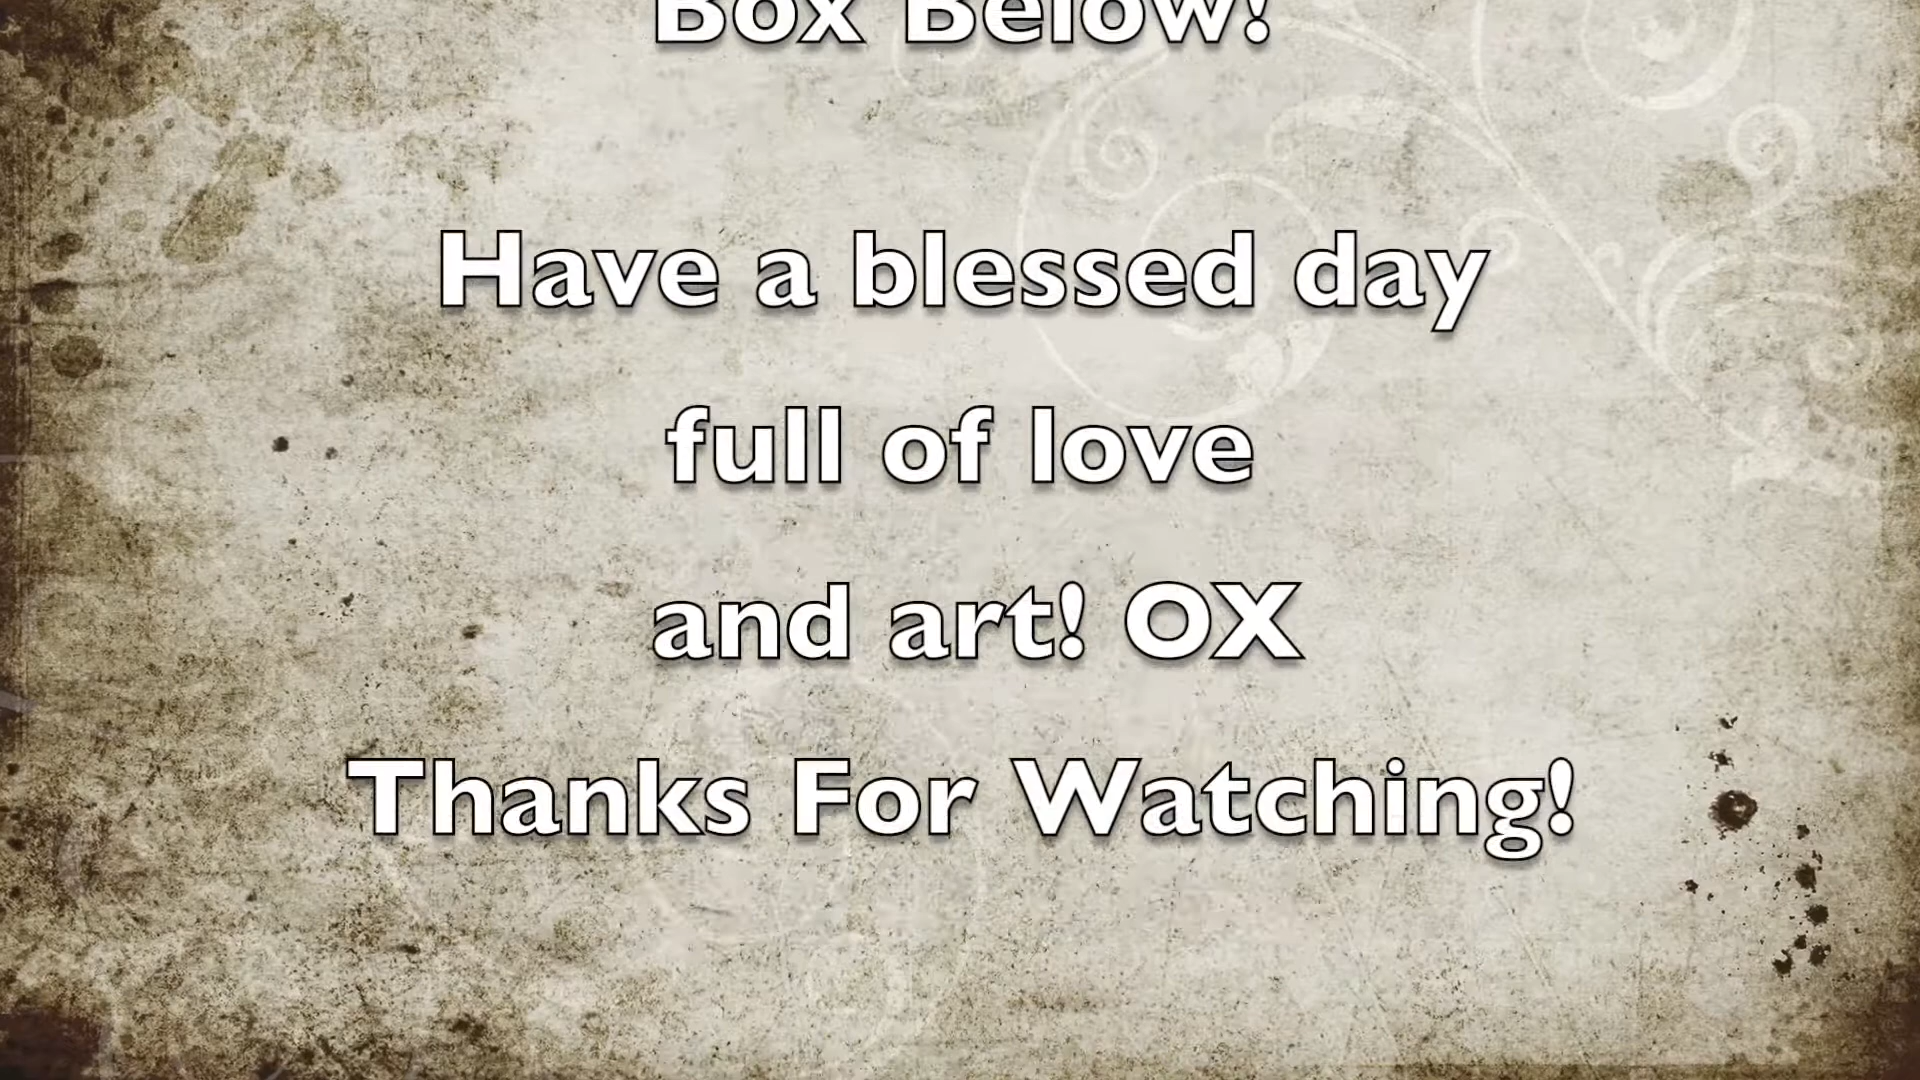 Box Below!
Have a blessed day
full of love
and art! OX
Thanks For Watching!